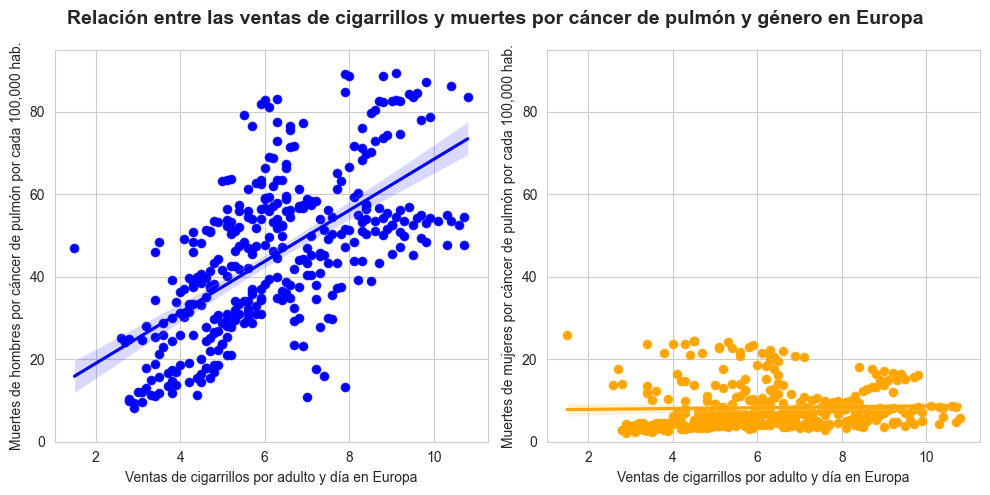 Relación entre las ventas de cigarrillos y muertes por cáncer de pulmón y género en Europa
Muertes de hombres por cáncer de pulmón por cada 100,000 hab.
80
60
40
20
0
2 4 6 8 10
Ventas de cigarrillos por adulto y día en Europa
Muertes de mujeres por cáncer de pulmón por cada 100,000 hab.
80
60
40
20
0
2 4 6 8 10
Ventas de cigarrillos por adulto y día en Europa